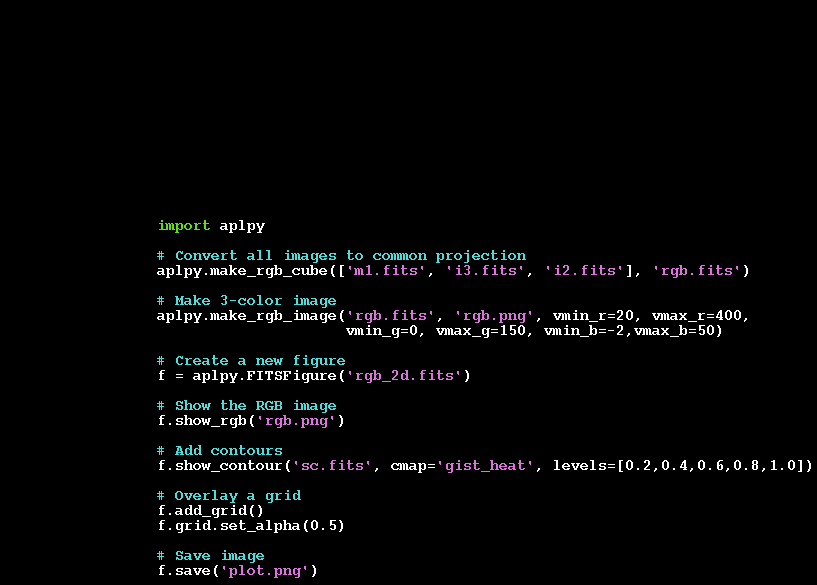 import aplpy
# Convert all images to common projection
aplpy.make_rgb_cube(['m1.fits', 'i3.fits', 'i2.fits'], 'rgb.fits')
# Make 3-color image
aplpy.make_rgb_image('rgb.fits', 'rgb.png', vmin_r=20, vmax_r=400,
vmin_g=0, vmax_g=150, vmin_b=-2,vmax_b=50)
# Create a new figure
f = aplpy.FITSFigure('rgb_2d.fits')
# Show the RGB image
f.show_rgb('rgb.png')
# Add contours
f.show_contour('sc.fits', cmap='gist_heat', levels=[0.2,0.4,0.6,0.8,1.0])
# Overlay a grid
f.add_grid()
f.grid.set_alpha(0.5)
# Save image
f.save('plot.png')